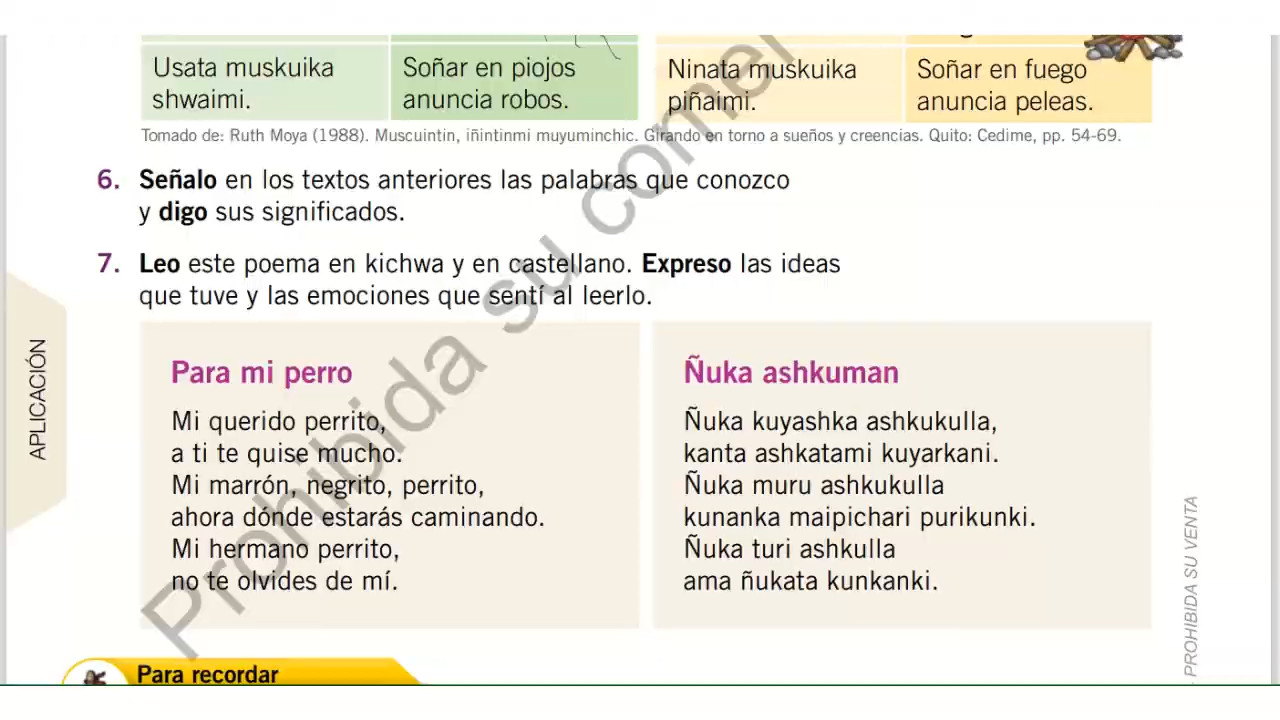 Usata muskuika
shwaimi.
Soñar en piojos
anuncia robos.
Ninata muskuika
piñaimi.
Soñar en fuego
anuncia peleas.
Tomado de: Ruth Moya (1988). Muscuintin, iñintinmi muyuminchic. Girando en torno a sueños y creencias. Quito: Cedime, pp. 54-69.
6. Señalo en los textos anteriores las palabras que conozco
y digo sus significados.
7. Leo este poema en kichwa y en castellano. Expreso las ideas
que tuve y las emociones que sentí al leerlo.
APLICACIÓN
Para mi perro
Mi querido perrito,
a ti te quise mucho.
Mi marrón, negrito, perrito,
ahora dónde estarás caminando.
Mi hermano perrito,
no te olvides de mí.
Ñuka ashkuman
Ñuka kuyashka ashkukulla,
kanta ashkatami kuyarkani.
Ñuka muru ashkukulla
kunanka maipichari purikunki.
Ñuka turi ashkulla
ama ñukata kunkanki.
Prohibida su comer
- PROHIBIDA SU VENTA
Para recordar